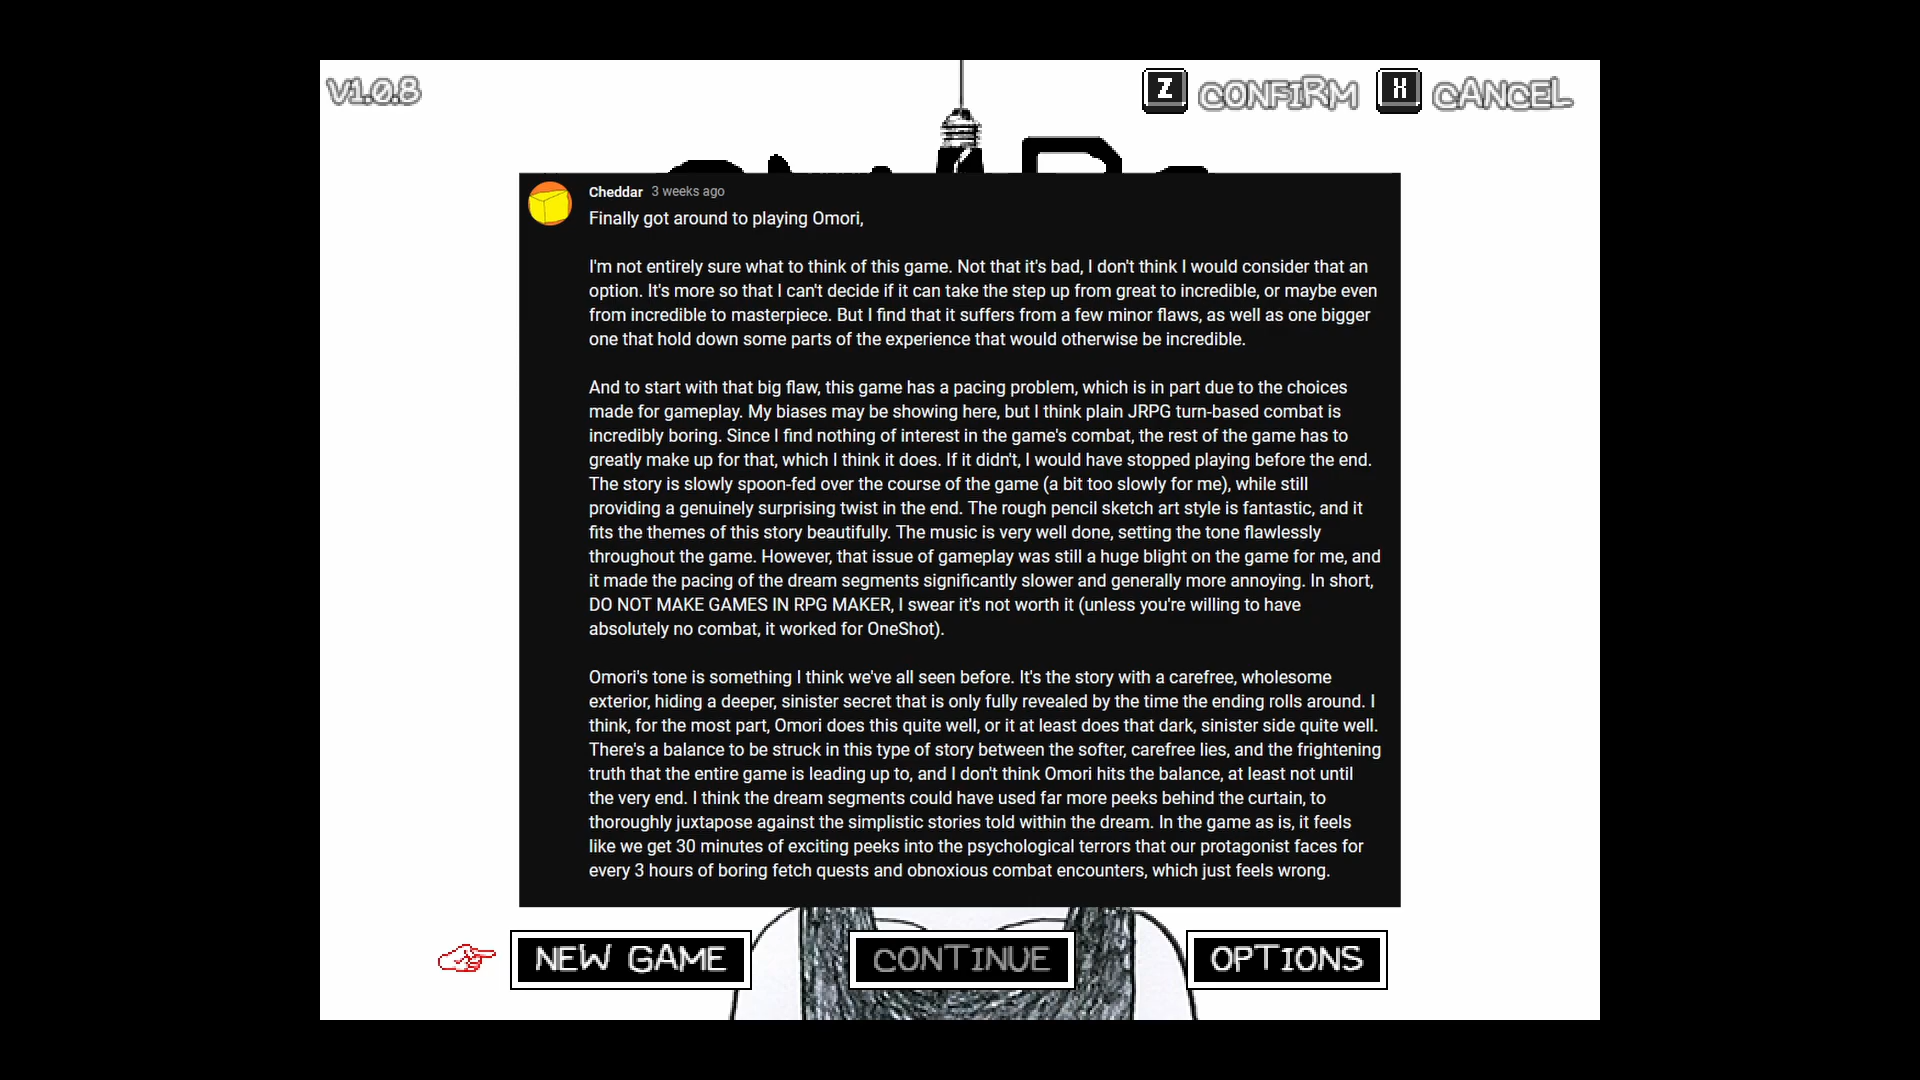 V1.0.8
Z CONFIRM X CANCEL
Cheddar 3 weeks ago
Finally got around to playing Omori,
I'm not entirely sure what to think of this game. Not that it's bad, I don't think I would consider that an
option. It's more so that I can't decide if it can take the step up from great to incredible, or maybe even
from incredible to masterpiece. But I find that it suffers from a few minor flaws, as well as one bigger
one that hold down some parts of the experience that would otherwise be incredible.
And to start with that big flaw, this game has a pacing problem, which is in part due to the choices
made for gameplay. My biases may be showing here, but I think plain JRPG turn-based combat is
incredibly boring. Since I find nothing of interest in the game's combat, the rest of the game has to
greatly make up for that, which I think it does. If it didn't, I would have stopped playing before the end.
The story is slowly spoon-fed over the course of the game (a bit too slowly for me), while still
providing a genuinely surprising twist in the end. The rough pencil sketch art style is fantastic, and it
fits the themes of this story beautifully. The music is very well done, setting the tone flawlessly
throughout the game. However, that issue of gameplay was still a huge blight on the game for me, and
it made the pacing of the dream segments significantly slower and generally more annoying. In short,
DO NOT MAKE GAMES IN RPG MAKER, I swear it's not worth it (unless you're willing to have
absolutely no combat, it worked for OneShot).
Omori's tone is something I think we've all seen before. It's the story with a carefree, wholesome
exterior, hiding a deeper, sinister secret that is only fully revealed by the time the ending rolls around. I
think, for the most part, Omori does this quite well, or it at least does that dark, sinister side quite well.
There's a balance to be struck in this type of story between the softer, carefree lies, and the frightening
truth that the entire game is leading up to, and I don't think Omori hits the balance, at least not until
the very end. I think the dream segments could have used far more peeks behind the curtain, to
thoroughly juxtapose against the simplistic stories told within the dream. In the game as is, it feels
like we get 30 minutes of exciting peeks into the psychological terrors that our protagonist faces for
every 3 hours of boring fetch quests and obnoxious combat encounters, which just feels wrong.
NEW GAME CONTINUE OPTIONS